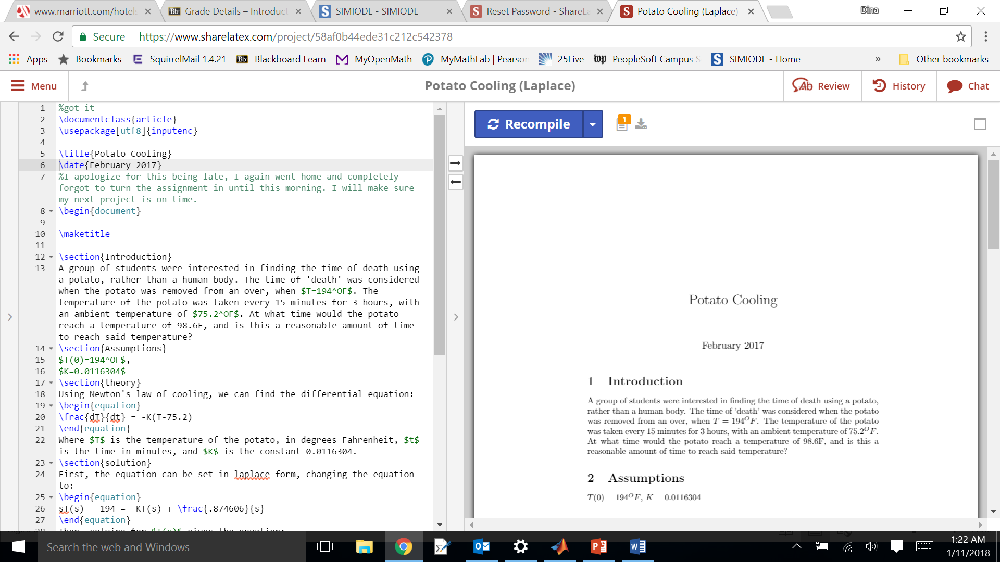 www.marriott.com/hotels
Grade Details – Introduct
SIMIODE - SIMIODE
Reset Password - ShareLa
Potato Cooling (Laplace)
Dina
Secure https://www.sharelatex.com/project/58af0b44ede31c212c542378
Apps Bookmarks SquirrelMail 1.4.21 Bb Blackboard Learn MyOpenMath MyMathLab | Pearson 25Live wp PeopleSoft Campus S SIMIODE - Home » Other bookmarks
Menu Potato Cooling (Laplace) Review History Chat
1 %got it
2 \documentclass{article}
3 \usepackage[utf8]{inputenc}
4
5 \title{Potato Cooling}
6 \date{February 2017}
7 %I apologize for this being late, I again went home and completely
forgot to turn the assignment in until this morning. I will make sure
my next project is on time.
8 \begin{document}
9
10 \maketitle
11
12 \section{Introduction}
13 A group of students were interested in finding the time of death using
a potato, rather than a human body. The time of 'death' was considered
when the potato was removed from an over, when $T=194^OF$. The
temperature of the potato was taken every 15 minutes for 3 hours, with
an ambient temperature of $75.2^OF$. At what time would the potato
reach a temperature of 98.6F, and is this a reasonable amount of time
to reach said temperature?
14 \section{Assumptions}
15 $T(0)=194^OF$,
16 $K=0.0116304$
17 \section{theory}
18 Using Newton's law of cooling, we can find the differential equation:
19 \begin{equation}
20 \frac{dT}{dt} = -K(T-75.2)
21 \end{equation}
22 Where $T$ is the temperature of the potato, in degrees Fahrenheit, $t$
is the time in minutes, and $K$ is the constant 0.0116304.
23 \section{solution}
24 First, the equation can be set in laplace form, changing the equation
to:
25 \begin{equation}
26 sT(s) - 194 = -KT(s) + \frac{.874606}{s}
27 \end{equation}
28 Then, solving for $T(s)$ gives the equation:
Recompile 1
Potato Cooling
February 2017
1 Introduction
A group of students were interested in finding the time of death using a potato,
rather than a human body. The time of 'death' was considered when the potato
was removed from an over, when T = 194ᴼF. The temperature of the potato
was taken every 15 minutes for 3 hours, with an ambient temperature of 75.2ᴼF.
At what time would the potato reach a temperature of 98.6F, and is this a
reasonable amount of time to reach said temperature?
2 Assumptions
T(0) = 194ᴼF, K = 0.0116304
Search the web and Windows
1:22 AM
1/11/2018